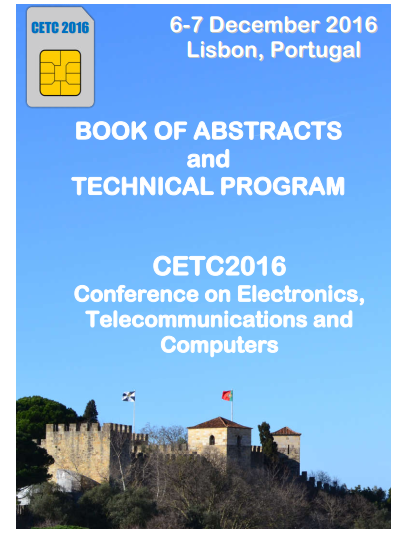 CETC 2016
6-7 December 2016
Lisbon, Portugal
BOOK OF ABSTRACTS
and
TECHNICAL PROGRAM
CETC2016
Conference on Electronics,
Telecommunications and
Computers